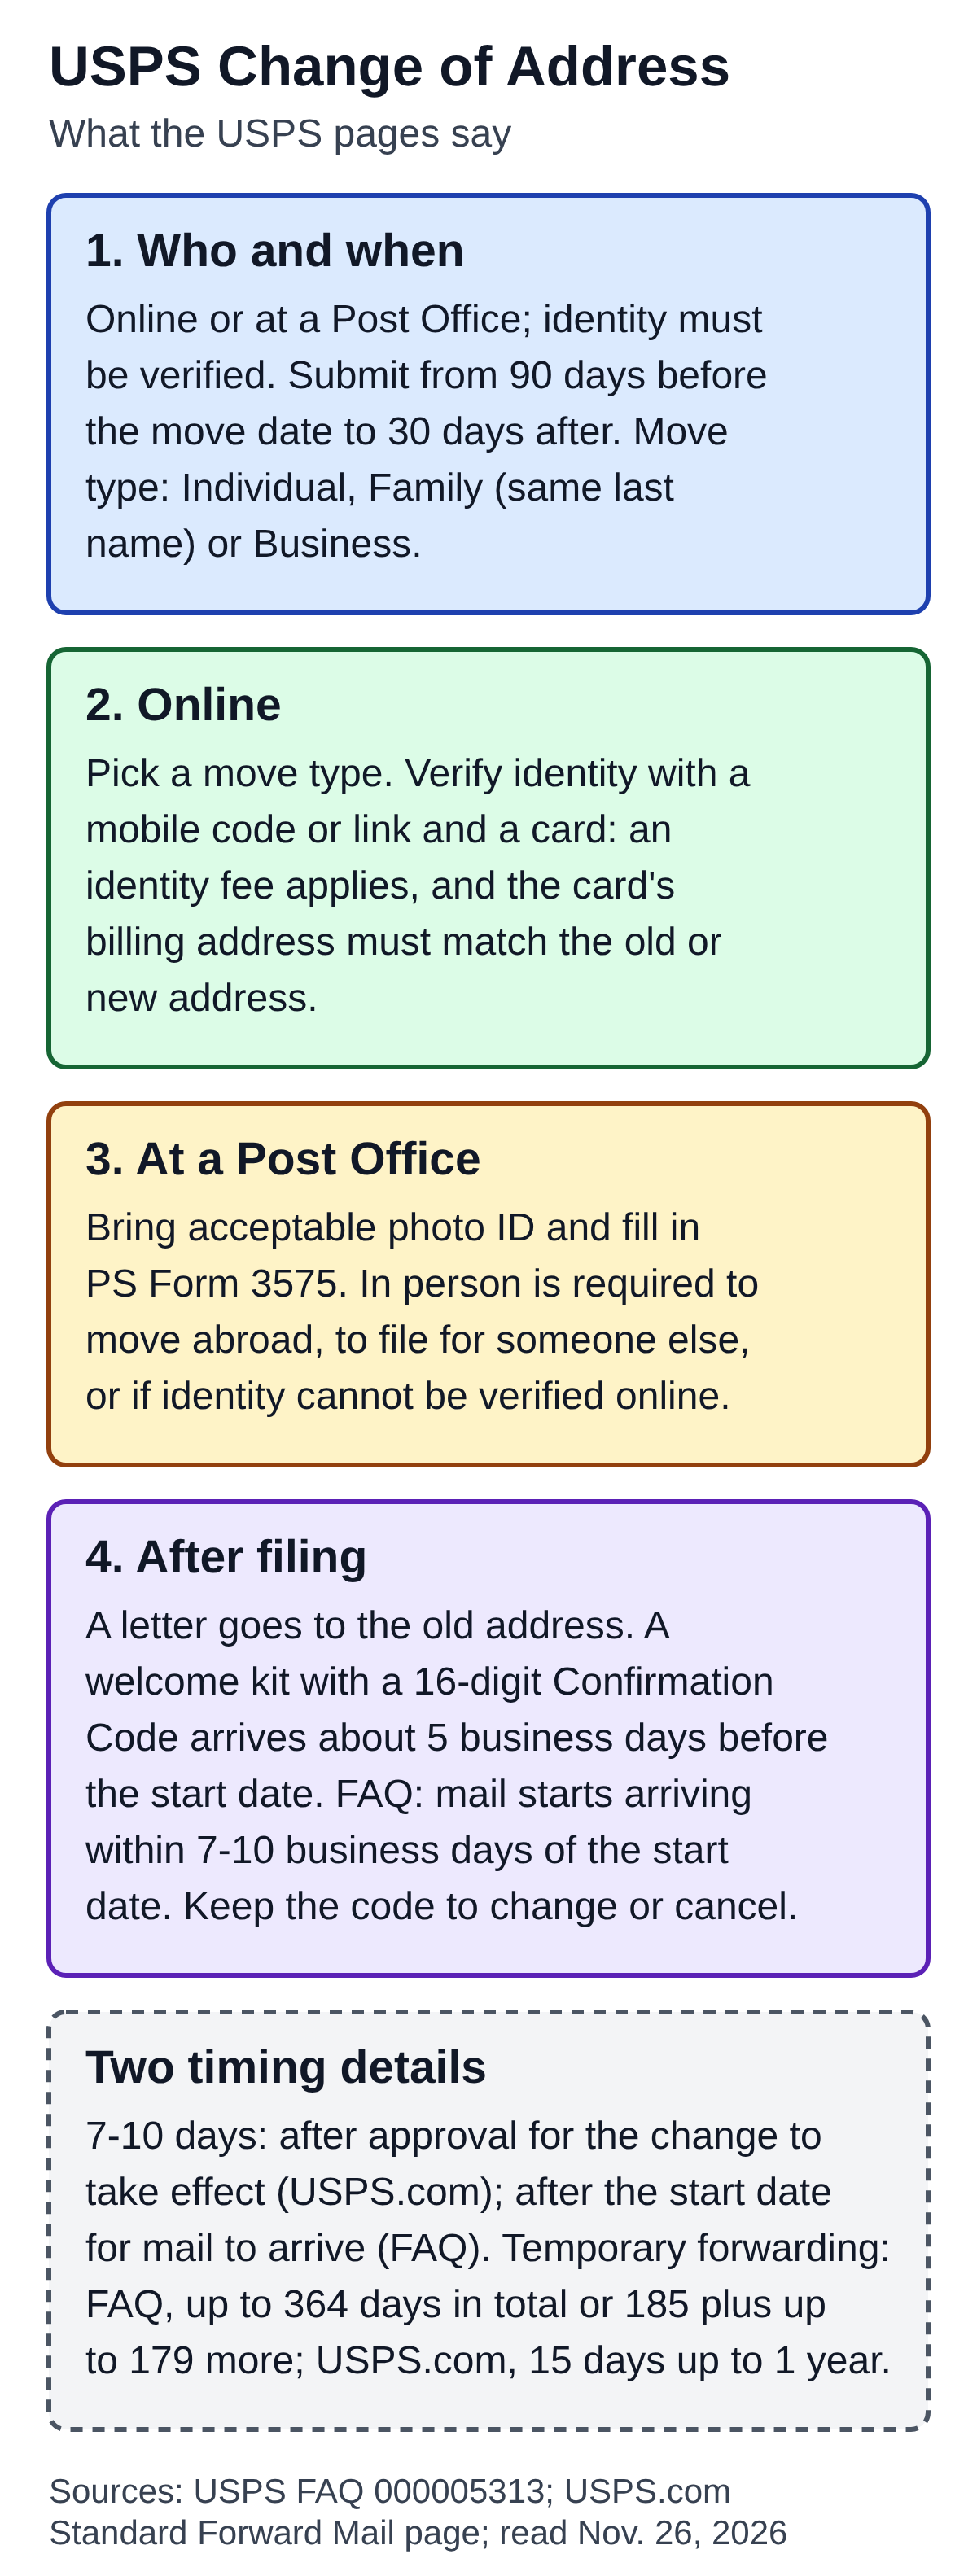 USPS Change of Address
What the USPS pages say
1. Who and when
Online or at a Post Office; identity must
be verified. Submit from 90 days before
the move date to 30 days after. Move
type: Individual, Family (same last
name) or Business.
2. Online
Pick a move type. Verify identity with a
mobile code or link and a card: an
identity fee applies, and the card's
billing address must match the old or
new address.
3. At a Post Office
Bring acceptable photo ID and fill in
PS Form 3575. In person is required to
move abroad, to file for someone else,
or if identity cannot be verified online.
4. After filing
A letter goes to the old address. A
welcome kit with a 16-digit Confirmation
Code arrives about 5 business days before
the start date. FAQ: mail starts arriving
within 7-10 business days of the start
date. Keep the code to change or cancel.
Two timing details
7-10 days: after approval for the change to
take effect (USPS.com); after the start date
for mail to arrive (FAQ). Temporary forwarding:
FAQ, up to 364 days in total or 185 plus up
to 179 more; USPS.com, 15 days up to 1 year.
Sources: USPS FAQ 000005313; USPS.com
Standard Forward Mail page; read Nov. 26, 2026